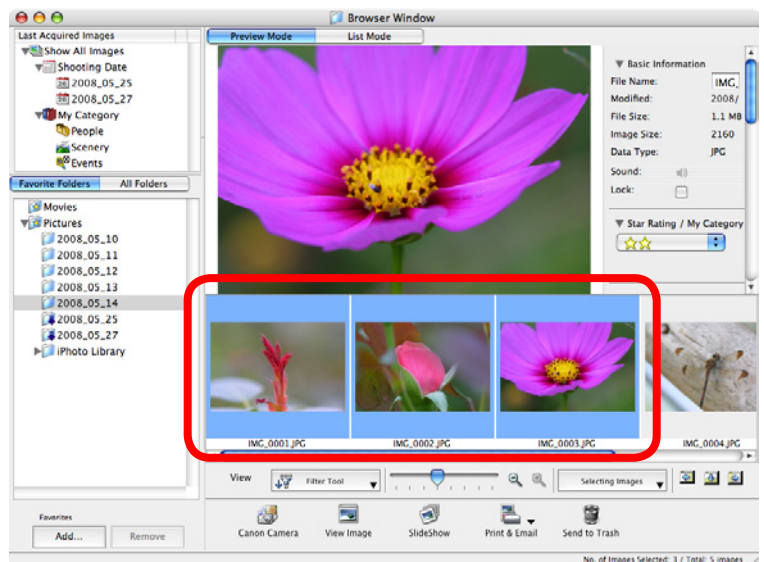 Browser Window
Last Acquired Images
Show All Images
Shooting Date
2008_05_25
2008_05_27
My Category
People
Scenery
Events
Favorite Folders
All Folders
Movies
Pictures
2008_05_10
2008_05_11
2008_05_12
2008_05_13
2008_05_14
2008_05_25
2008_05_27
iPhoto Library
Favorites
Add...
Remove
Preview Mode
List Mode
Basic Information
File Name: IMG_
Modified: 2008/
File Size: 1.1 MB
Image Size: 2160
Data Type: JPG
Sound:
Lock:
Star Rating / My Category
IMG_0001.JPG
IMG_0002.JPG
IMG_0003.JPG
IMG_0004.JPG
View
Filter Tool
Selecting Images
Canon Camera
View Image
SlideShow
Print & Email
Send to Trash
No. of Images Selected: 3 / Total: 5 images